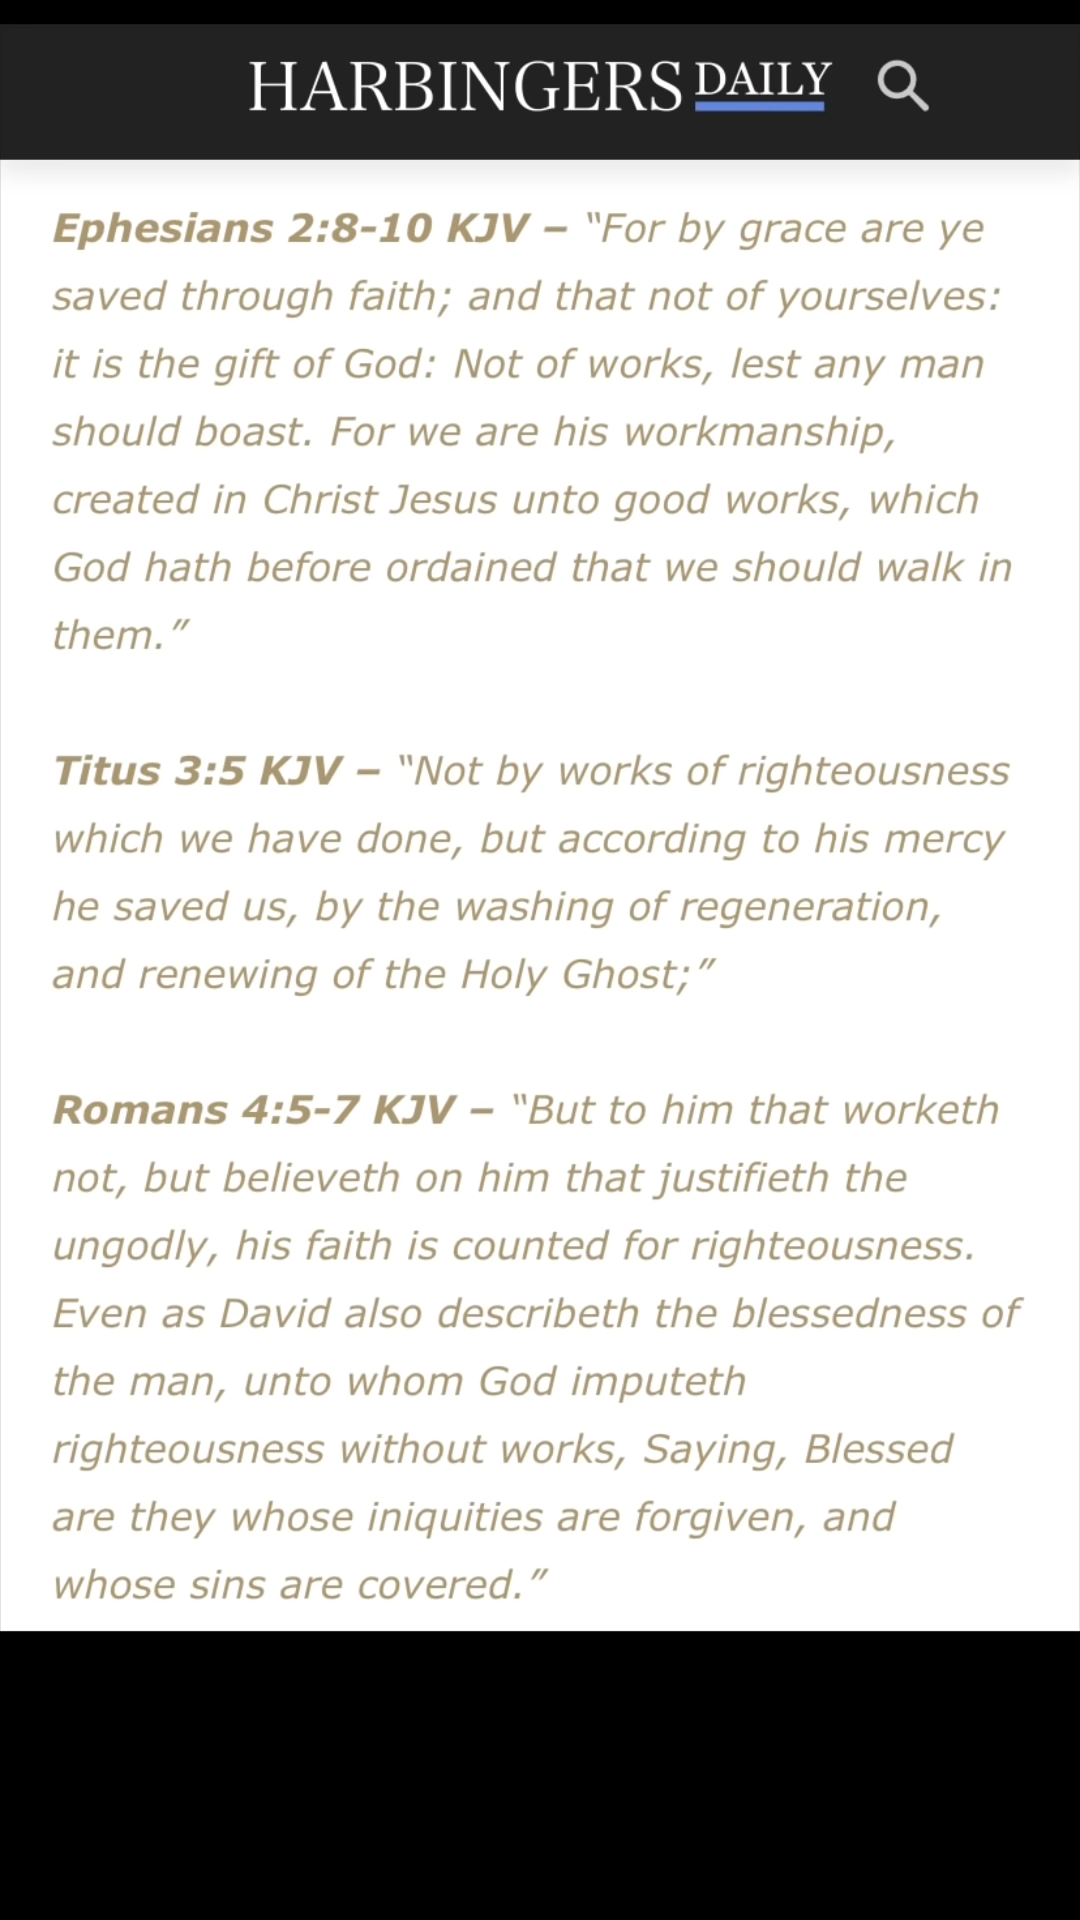 HARBINGERS DAILY
Ephesians 2:8-10 KJV – “For by grace are ye
saved through faith; and that not of yourselves:
it is the gift of God: Not of works, lest any man
should boast. For we are his workmanship,
created in Christ Jesus unto good works, which
God hath before ordained that we should walk in
them.”
Titus 3:5 KJV – “Not by works of righteousness
which we have done, but according to his mercy
he saved us, by the washing of regeneration,
and renewing of the Holy Ghost;”
Romans 4:5-7 KJV – “But to him that worketh
not, but believeth on him that justifieth the
ungodly, his faith is counted for righteousness.
Even as David also describeth the blessedness of
the man, unto whom God imputeth
righteousness without works, Saying, Blessed
are they whose iniquities are forgiven, and
whose sins are covered.”